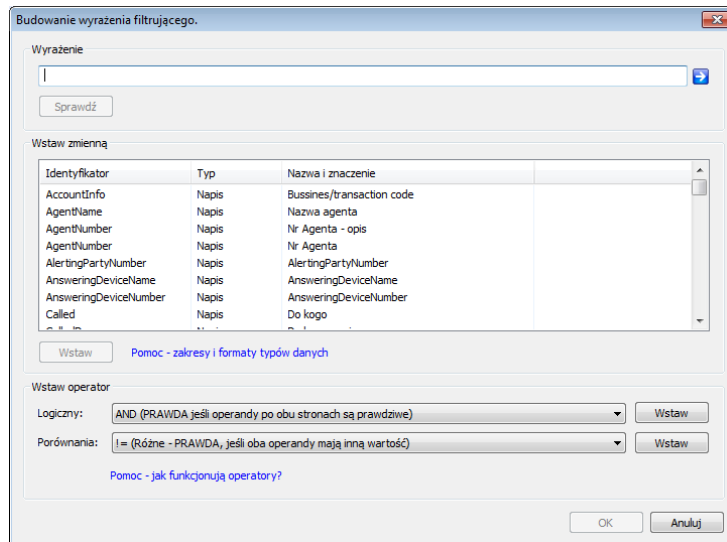 Budowanie wyrażenia filtrującego.
Wyrażenie
Sprawdź
Wstaw zmienną
Identyfikator Typ Nazwa i znaczenie
AccountInfo Napis Bussines/transaction code
AgentName Napis Nazwa agenta
AgentNumber Napis Nr Agenta - opis
AgentNumber Napis Nr Agenta
AlertingPartyNumber Napis AlertingPartyNumber
AnsweringDeviceName Napis AnsweringDeviceName
AnsweringDeviceNumber Napis AnsweringDeviceNumber
Called Napis Do kogo
Wstaw Pomoc - zakresy i formaty typów danych
Wstaw operator
Logiczny: AND (PRAWDA jeśli operandy po obu stronach są prawdziwe) Wstaw
Porównania: != (Różne - PRAWDA, jeśli oba operandy mają inną wartość) Wstaw
Pomoc - jak funkcjonują operatory?
OK Anuluj